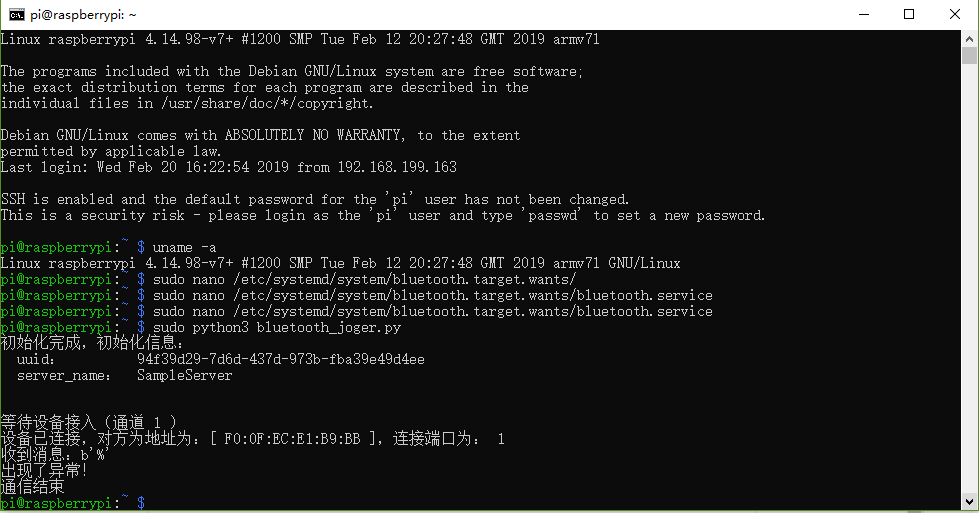 pi@raspberrypi: ~
Linux raspberrypi 4.14.98-v7+ #1200 SMP Tue Feb 12 20:27:48 GMT 2019 armv7l
The programs included with the Debian GNU/Linux system are free software;
the exact distribution terms for each program are described in the
individual files in /usr/share/doc/*/copyright.
Debian GNU/Linux comes with ABSOLUTELY NO WARRANTY, to the extent
permitted by applicable law.
Last login: Wed Feb 20 16:22:54 2019 from 192.168.199.163
SSH is enabled and the default password for the 'pi' user has not been changed.
This is a security risk - please login as the 'pi' user and type 'passwd' to set a new password.
pi@raspberrypi:~ $ uname -a
Linux raspberrypi 4.14.98-v7+ #1200 SMP Tue Feb 12 20:27:48 GMT 2019 armv7l GNU/Linux
pi@raspberrypi:~ $ sudo nano /etc/systemd/system/bluetooth.target.wants/
pi@raspberrypi:~ $ sudo nano /etc/systemd/system/bluetooth.target.wants/bluetooth.service
pi@raspberrypi:~ $ sudo nano /etc/systemd/system/bluetooth.target.wants/bluetooth.service
pi@raspberrypi:~ $ sudo python3 bluetooth_joger.py
初始化完成，初始化信息：
uuid： 94f39d29-7d6d-437d-973b-fba39e49d4ee
server_name： SampleServer
等待设备接入（通道 1 ）
设备已连接，对方为地址为：[ F0:0F:EC:E1:B9:BB ]，连接端口为： 1
收到消息：b'%'
出现了异常！
通信结束
pi@raspberrypi:~ $